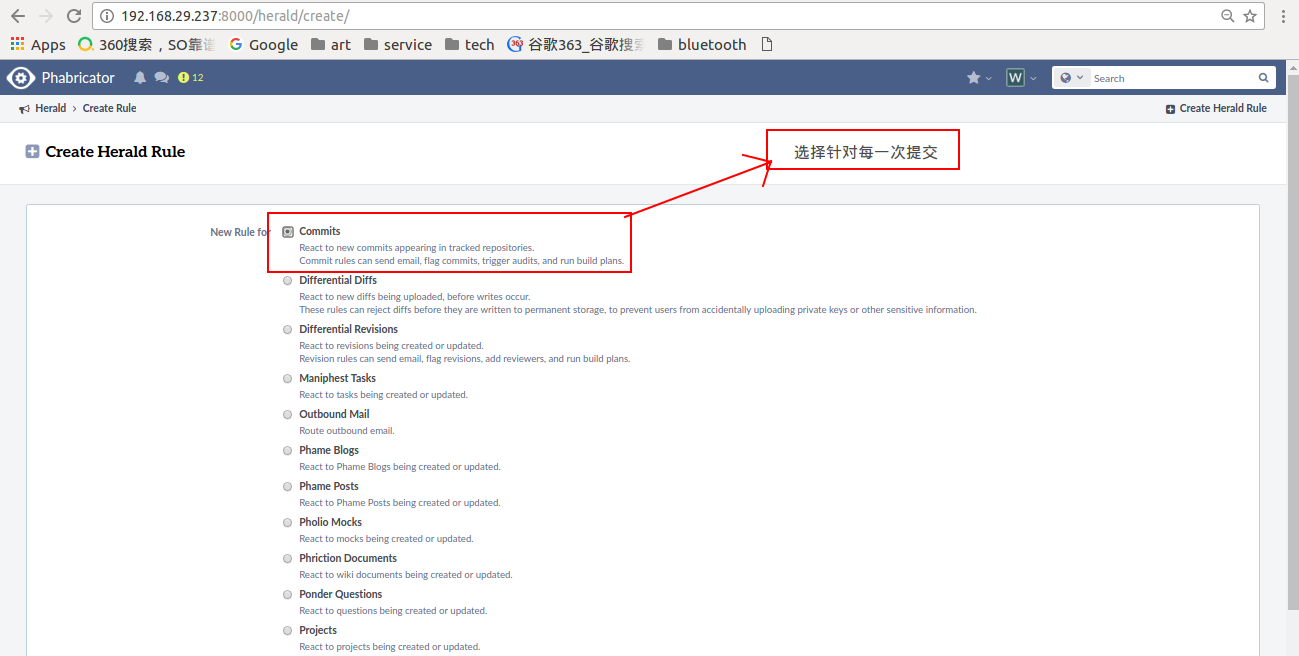 192.168.29.237:8000/herald/create/
Apps 360搜索，SO靠谱 Google art service tech 谷歌363_谷歌搜索 bluetooth
Phabricator 12 W Search
Herald > Create Rule Create Herald Rule
Create Herald Rule
选择针对每一次提交
New Rule for Commits
React to new commits appearing in tracked repositories.
Commit rules can send email, flag commits, trigger audits, and run build plans.
Differential Diffs
React to new diffs being uploaded, before writes occur.
These rules can reject diffs before they are written to permanent storage, to prevent users from accidentally uploading private keys or other sensitive information.
Differential Revisions
React to revisions being created or updated.
Revision rules can send email, flag revisions, add reviewers, and run build plans.
Maniphest Tasks
React to tasks being created or updated.
Outbound Mail
Route outbound email.
Phame Blogs
React to Phame Blogs being created or updated.
Phame Posts
React to Phame Posts being created or updated.
Pholio Mocks
React to mocks being created or updated.
Phriction Documents
React to wiki documents being created or updated.
Ponder Questions
React to questions being created or updated.
Projects
React to projects being created or updated.